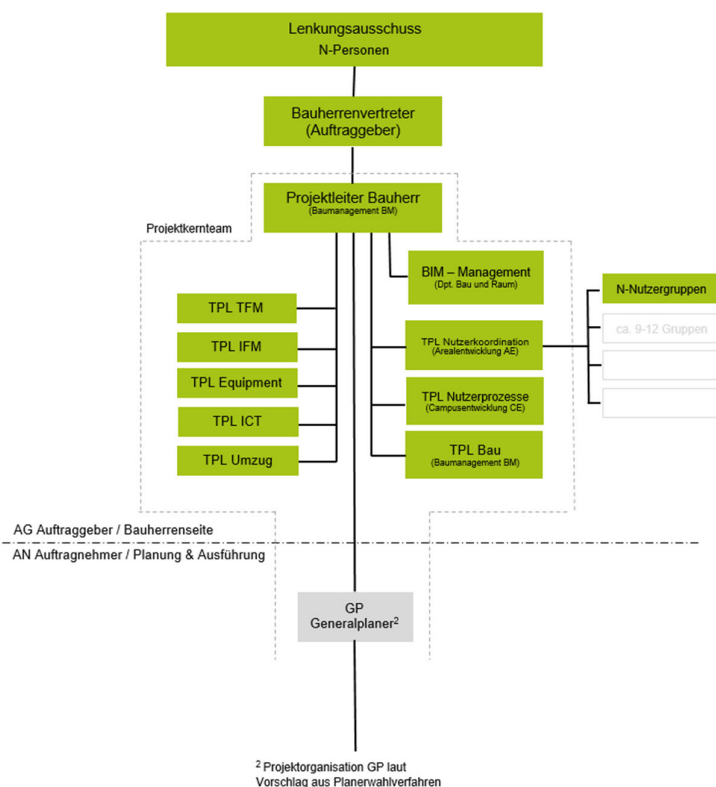 Lenkungsausschuss
N-Personen
Bauherrenvertreter
(Auftraggeber)
Projektleiter Bauherr
(Baumanagement BM)
Projektkernteam
BIM – Management
(Dpt. Bau und Raum)
N-Nutzergruppen
TPL TFM
ca. 9-12 Gruppen
TPL Nutzerkoordination
(Arealentwicklung AE)
TPL IFM
TPL Equipment
TPL Nutzerprozesse
(Campusentwicklung CE)
TPL ICT
TPL Bau
(Baumanagement BM)
TPL Umzug
AG Auftraggeber / Bauherrenseite
AN Auftragnehmer / Planung & Ausführung
GP
Generalplaner²
² Projektorganisation GP laut
Vorschlag aus Planerwahlverfahren